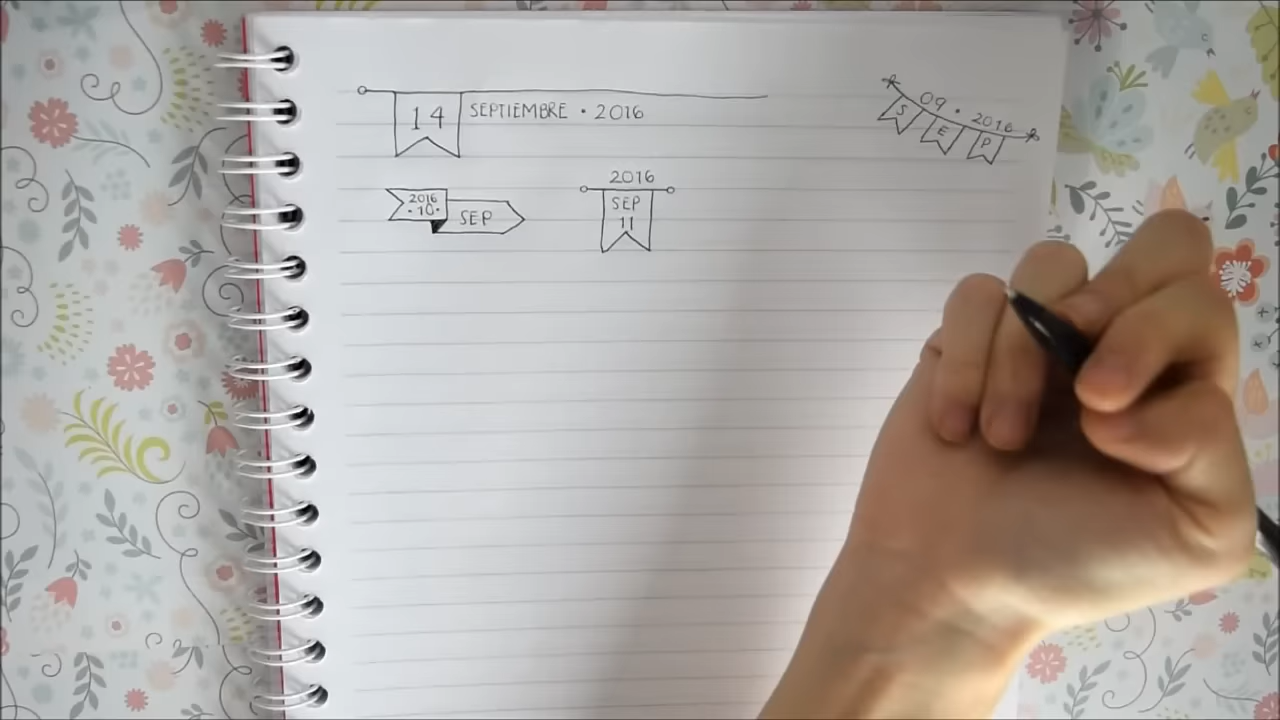 14 SEPTIEMBRE • 2016
09 • 2016
S E P
2016
•10•
SEP
2016
SEP
11